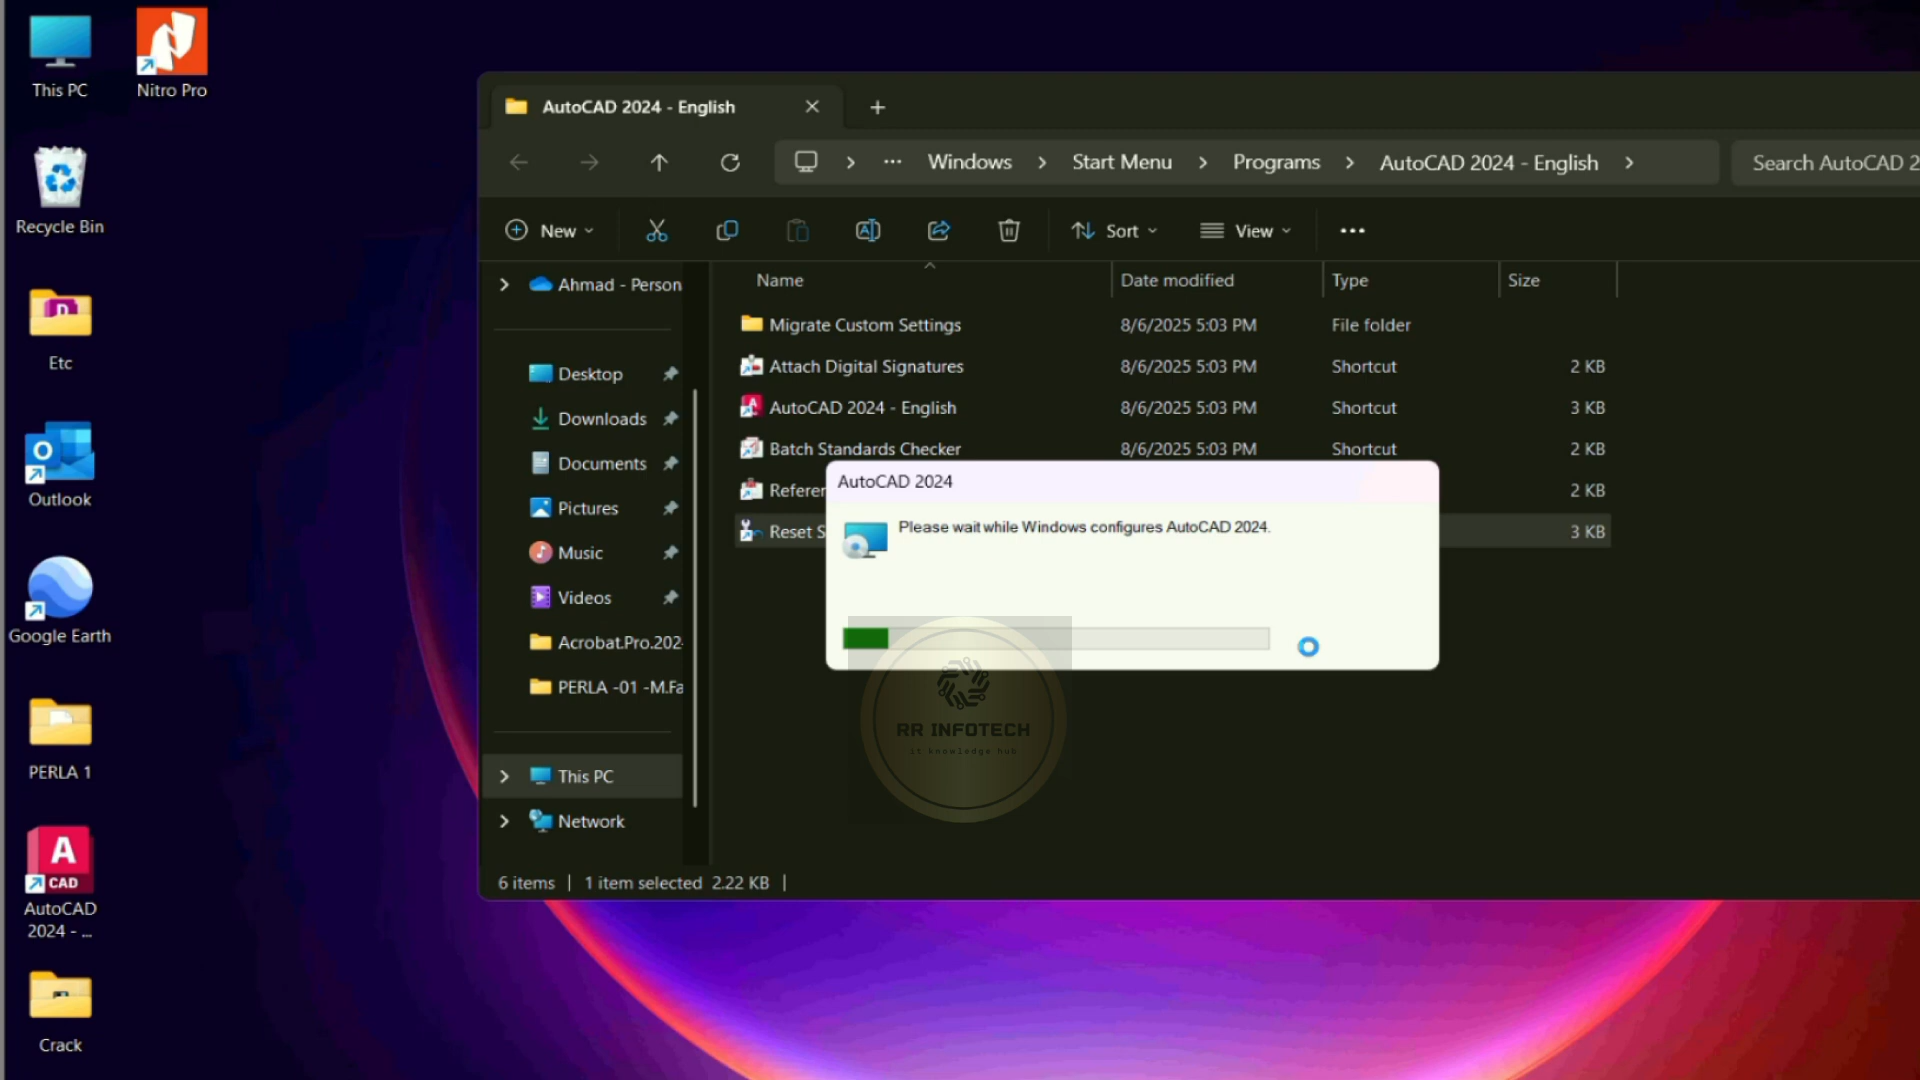 This PC
Nitro Pro
Recycle Bin
Etc
Outlook
Google Earth
PERLA 1
CAD
AutoCAD
2024 - ...
Crack
AutoCAD 2024 - English
Windows
Start Menu
Programs
AutoCAD 2024 - English
Search AutoCAD 2
New
Sort
View
Name
Date modified
Type
Size
Ahmad - Person
Desktop
Downloads
Documents
Pictures
Music
Videos
Acrobat.Pro.202
PERLA -01 -M.Fa
This PC
Network
Migrate Custom Settings 8/6/2025 5:03 PM File folder
Attach Digital Signatures 8/6/2025 5:03 PM Shortcut 2 KB
AutoCAD 2024 - English 8/6/2025 5:03 PM Shortcut 3 KB
Batch Standards Checker 8/6/2025 5:03 PM Shortcut 2 KB
Referen 2 KB
Reset S 3 KB
AutoCAD 2024
Please wait while Windows configures AutoCAD 2024.
RR INFOTECH
it knowledge hub
6 items
1 item selected 2.22 KB